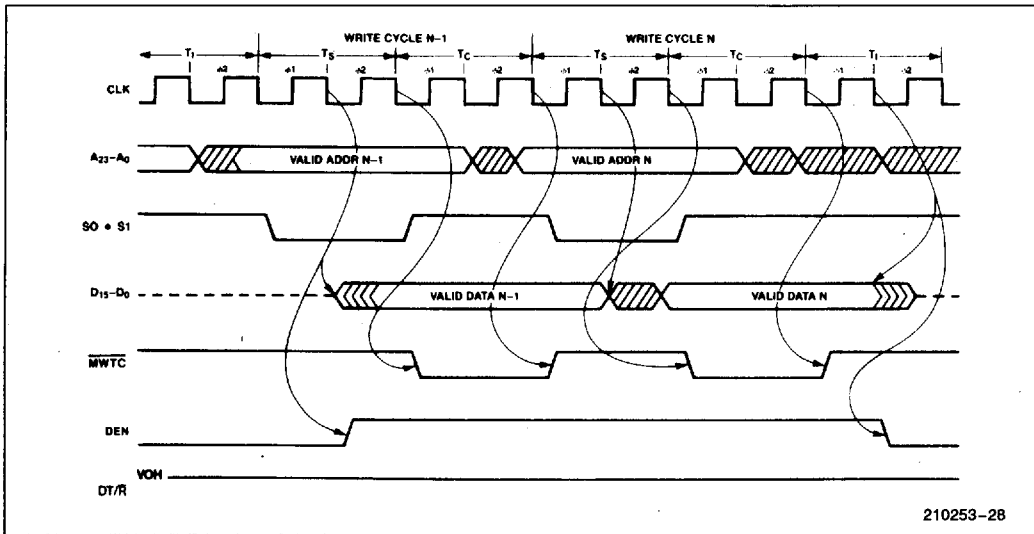 WRITE CYCLE N–1 WRITE CYCLE N
TI TS TC TS TC TI
ϕ2 ϕ1 ϕ2 ϕ1 ϕ2 ϕ1 ϕ2 ϕ1 ϕ2 ϕ1 ϕ2
CLK
A23–A0 VALID ADDR N–1 VALID ADDR N
SO • S1
D15–D0 VALID DATA N–1 VALID DATA N
MWTC
DEN
VOH
DT/R
210253–28